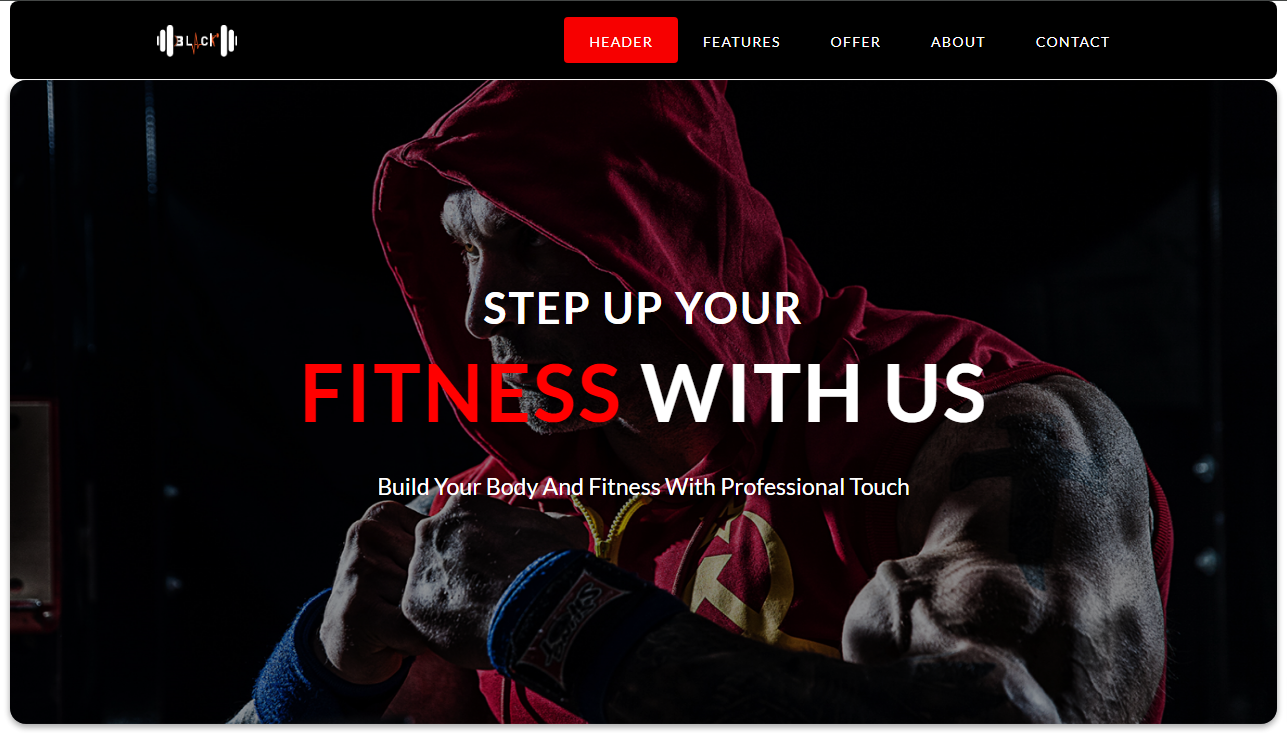 BLACK
HEADER FEATURES OFFER ABOUT CONTACT
STEP UP YOUR
FITNESS WITH US
Build Your Body And Fitness With Professional Touch